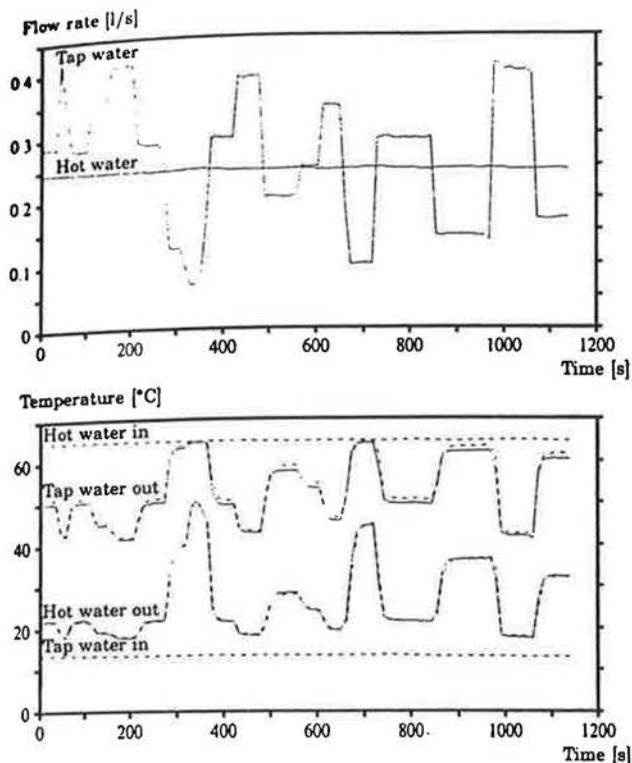 Flow rate [l/s]
Tap water
0 4
0 3
Hot water
0 2
0.1
0
0 200 400 600 800 1000 1200
Time [s]
Temperature [°C]
Hot water in
60
Tap water out
40
Hot water out
20
Tap water in
0
0 200 400 600 800 1000 1200
Time [s]